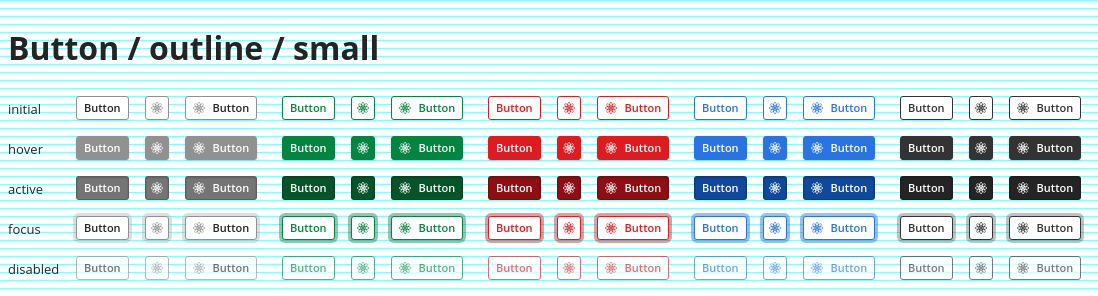 Button / outline / small
initial Button Button Button Button Button Button Button Button Button Button
hover Button Button Button Button Button Button Button Button Button Button
active Button Button Button Button Button Button Button Button Button Button
focus Button Button Button Button Button Button Button Button Button Button
disabled Button Button Button Button Button Button Button Button Button Button